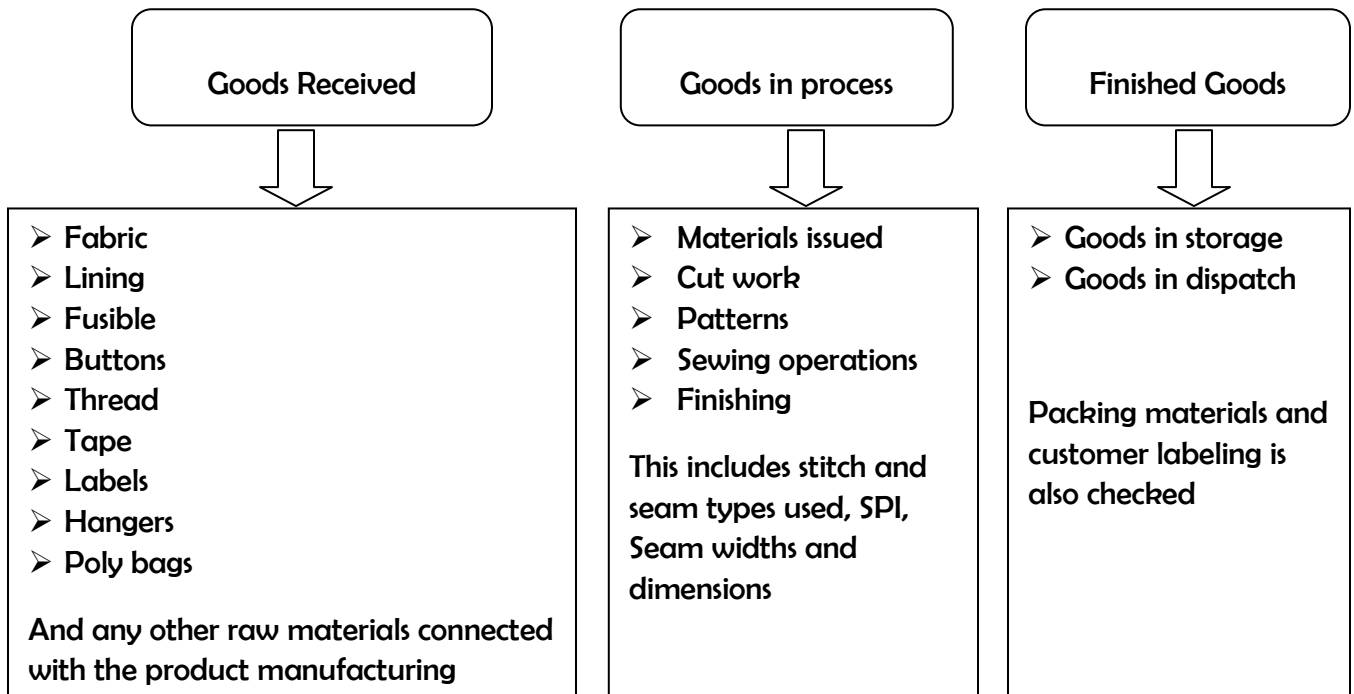 Goods Received
Goods in process
Finished Goods
➢ Fabric
➢ Lining
➢ Fusible
➢ Buttons
➢ Thread
➢ Tape
➢ Labels
➢ Hangers
➢ Poly bags
And any other raw materials connected
with the product manufacturing
➢ Materials issued
➢ Cut work
➢ Patterns
➢ Sewing operations
➢ Finishing
This includes stitch and
seam types used, SPI,
Seam widths and
dimensions
➢ Goods in storage
➢ Goods in dispatch
Packing materials and
customer labeling is
also checked